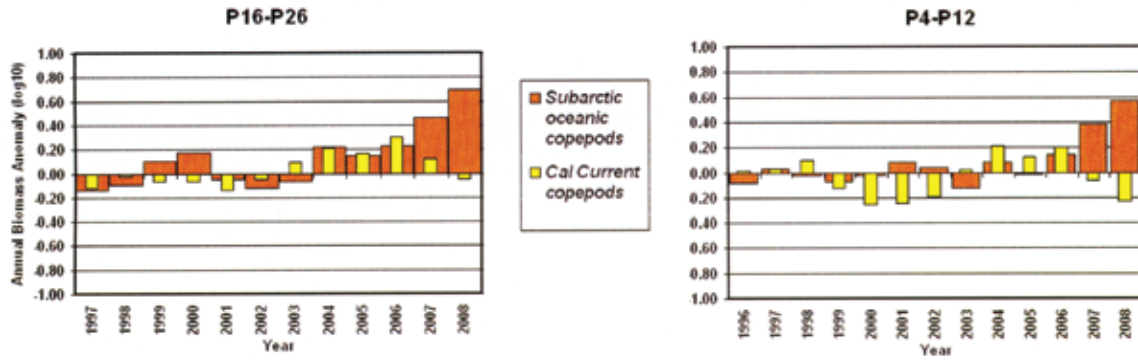 P16-P26
Annual Biomass Anomaly (log10)
1.00
0.80
0.60
0.40
0.20
0.00
-0.20
-0.40
-0.60
-0.80
-1.00
1997 1998 1999 2000 2001 2002 2003 2004 2005 2006 2007 2008
Year
Subarctic
oceanic
copepods
Cal Current
copepods
P4-P12
1.00
0.80
0.60
0.40
0.20
0.00
0.20
0.40
0.60
0.80
1.00
1996 1997 1998 1999 2000 2001 2002 2003 2004 2005 2006 2007 2008
Year